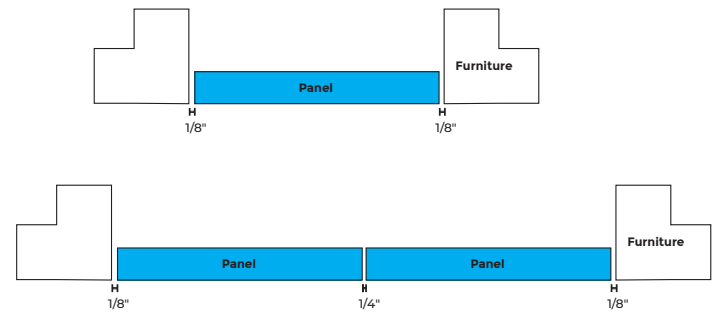 Furniture
Panel
1/8" 1/8"
Furniture
Panel Panel
1/8" 1/4" 1/8"